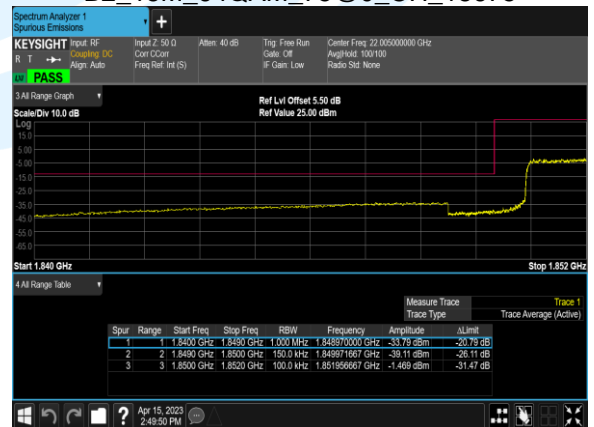 Spectrum Analyzer 1
Spurious Emissions
KEYSIGHT Input: RF
R T Coupling: DC
Align: Auto
Input Z: 50 Ω
Corr CCorr
Freq Ref: Int (S)
Atten: 40 dB
Trig: Free Run
Gate: Off
IF Gain: Low
Center Freq: 22.005000000 GHz
Avg|Hold: 100/100
Radio Std: None
LV PASS
3 All Range Graph
Scale/Div 10.0 dB
Ref Lvl Offset 5.50 dB
Ref Value 25.00 dBm
Log
15.0
5.00
-5.00
-15.0
-25.0
-35.0
-45.0
-55.0
-65.0
Start 1.840 GHz Stop 1.852 GHz
4 All Range Table
Measure Trace Trace 1
Trace Type Trace Average (Active)
Spur Range Start Freq Stop Freq RBW Frequency Amplitude ΔLimit
1 1 1.8400 GHz 1.8490 GHz 1.000 MHz 1.848970000 GHz -33.79 dBm -20.79 dB
2 2 1.8490 GHz 1.8500 GHz 150.0 kHz 1.849971667 GHz -39.11 dBm -26.11 dB
3 3 1.8500 GHz 1.8520 GHz 100.0 kHz 1.851956667 GHz -1.469 dBm -31.47 dB
Apr 15, 2023
2:49:50 PM